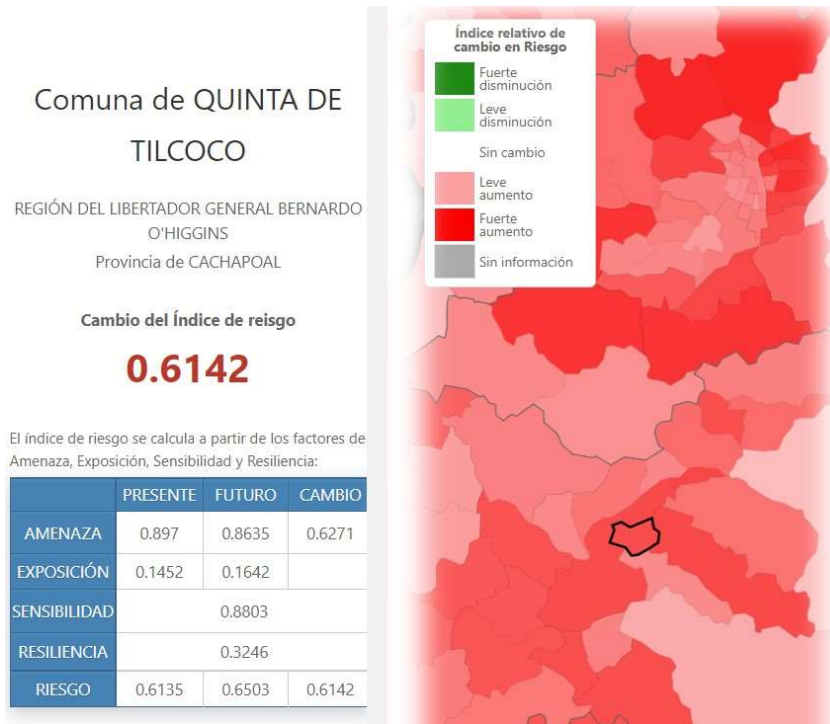 Comuna de QUINTA DE
TILCOCO
REGIÓN DEL LIBERTADOR GENERAL BERNARDO
O'HIGGINS
Provincia de CACHAPOAL
Cambio del Índice de reisgo
0.6142
El índice de riesgo se calcula a partir de los factores de
Amenaza, Exposición, Sensibilidad y Resiliencia:
PRESENTE FUTURO CAMBIO
AMENAZA 0.897 0.8635 0.6271
EXPOSICIÓN 0.1452 0.1642
SENSIBILIDAD 0.8803
RESILIENCIA 0.3246
RIESGO 0.6135 0.6503 0.6142
Índice relativo de
cambio en Riesgo
Fuerte
disminución
Leve
disminución
Sin cambio
Leve
aumento
Fuerte
aumento
Sin información